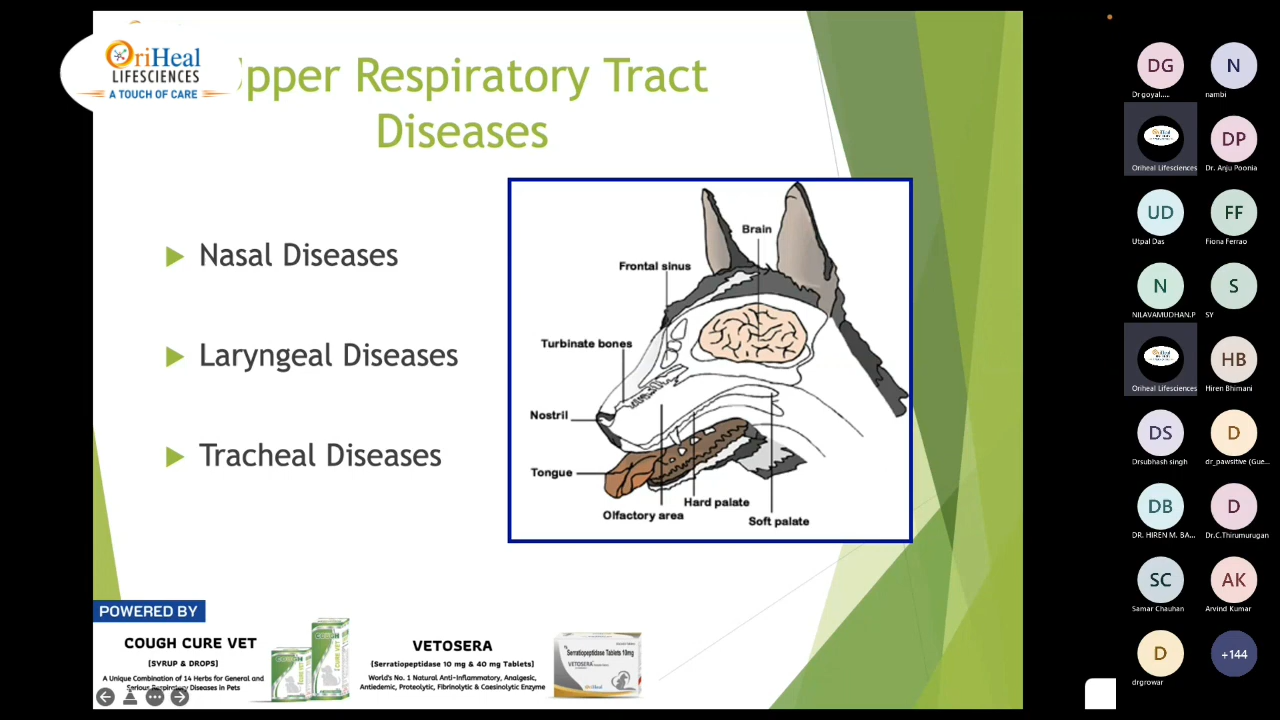 OriHeal
LIFESCIENCES
A TOUCH OF CARE
pper Respiratory Tract
Diseases
Nasal Diseases
Laryngeal Diseases
Tracheal Diseases
Brain
Frontal sinus
Turbinate bones
Nostril
Tongue
Hard palate
Olfactory area
Soft palate
POWERED BY
COUGH CURE VET
(SYRUP & DROPS)
A Unique Combination of 14 Herbs for General and
Serious Respiratory Diseases in Pets
VETOSERA
(Serratiopeptidase 10 mg & 40 mg Tablets)
World's No. 1 Natural Anti-Inflammatory, Analgesic,
Antiedemic, Proteolytic, Fibrinolytic & Caesinolytic Enzyme
Serratiopeptidase Tablets 10mg
VETOSERA
OriHeal
DG
Dr goyal.....
N
nambi
Oriheal Lifesciences
DP
Dr. Anju Poonia
UD
Utpal Das
FF
Fiona Ferrao
N
NILAVAMUDHAN.P
S
SY
Oriheal Lifesciences
HB
Hiren Bhimani
DS
Drsubhash singh
D
dr_pawsitive (Gue...
DB
DR. HIREN M. BA...
D
Dr.C.Thirumurugan
SC
Samar Chauhan
AK
Arvind Kumar
D
drgrowar
+144